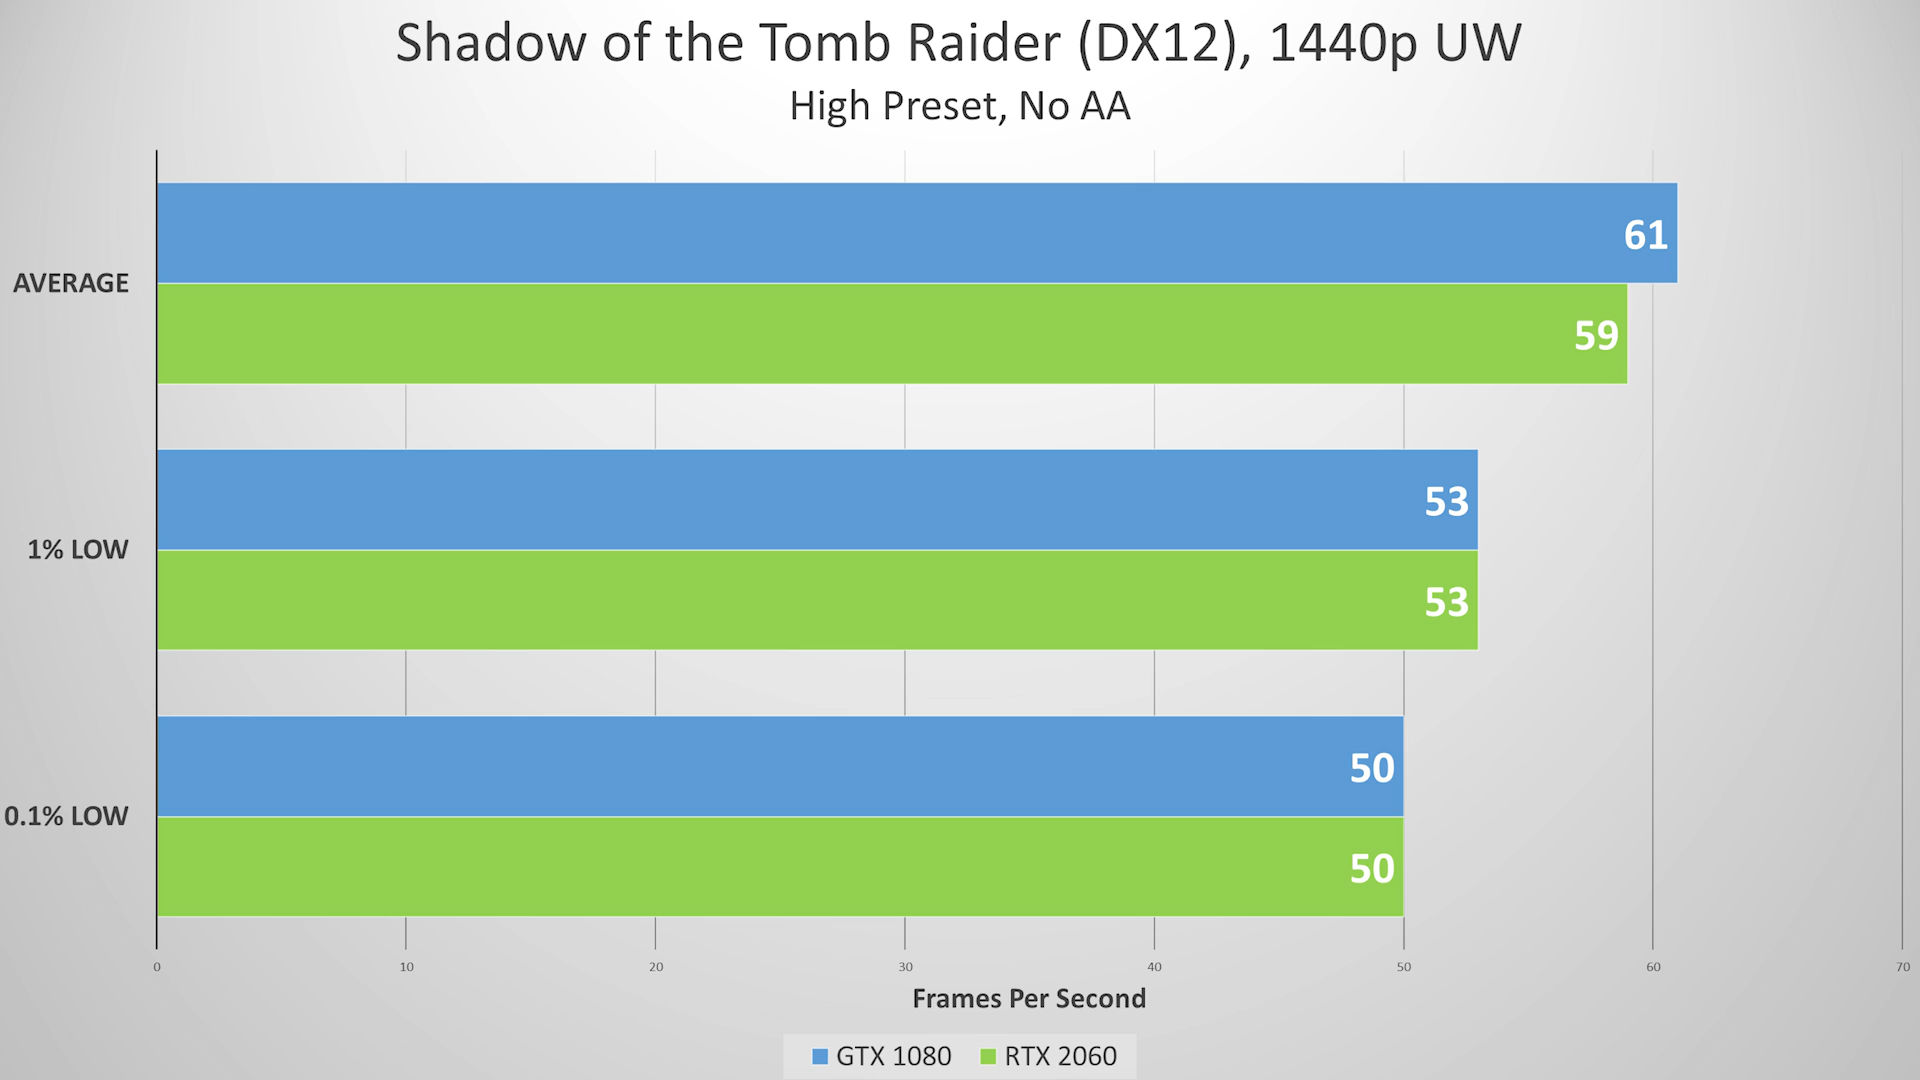 Shadow of the Tomb Raider (DX12), 1440p UW
High Preset, No AA
AVERAGE
61
59
1% LOW
53
53
0.1% LOW
50
50
0 10 20 30 40 50 60 70
Frames Per Second
GTX 1080 RTX 2060